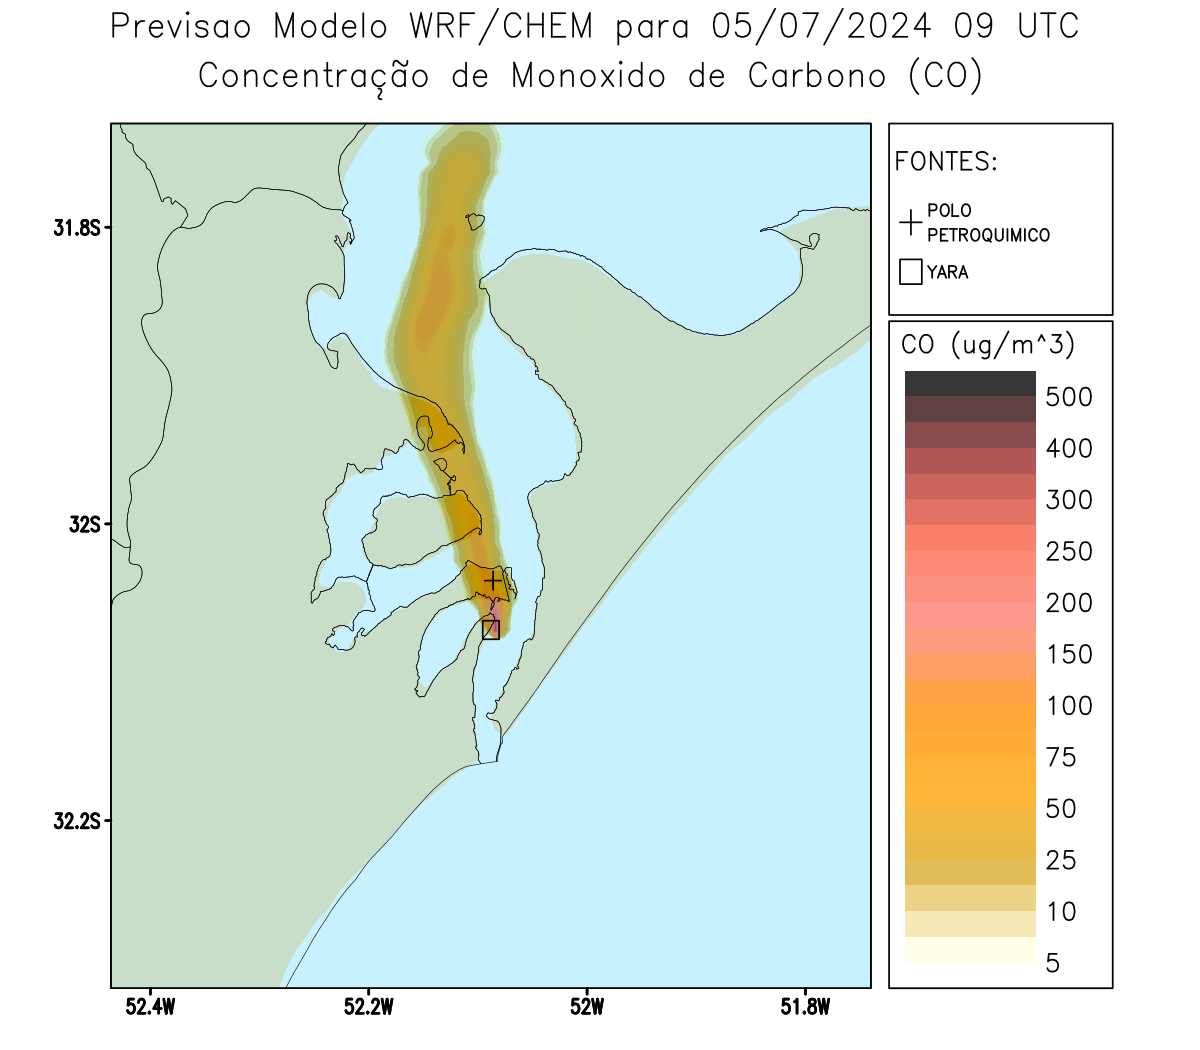 Previsao Modelo WRF/CHEM para 05/07/2024 09 UTC
Concentração de Monoxido de Carbono (CO)
FONTES:
POLO
PETROQUIMICO
YARA
CO (ug/m^3)
500
400
300
250
200
150
100
75
50
25
10
5
31.8S
32S
32.2S
52.4W
52.2W
52W
51.8W